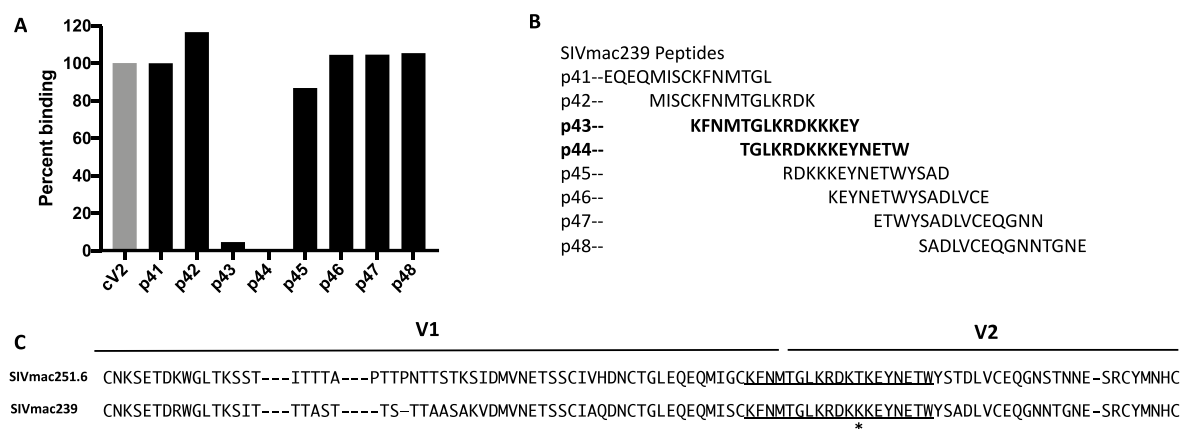 A
Percent binding
120
100
80
60
40
20
0
cV2 p41 p42 p43 p44 p45 p46 p47 p48
B
SIVmac239 Peptides
p41--EQEQMISCKFNMTGL
p42-- MISCKFNMTGLKRDK
p43-- KFNMTGLKRDKKKEY
p44-- TGLKRDKKKEYNETW
p45-- RDKKKEYNETWYSAD
p46-- KEYNETWYSADLVCE
p47-- ETWYSADLVCEQGNN
p48-- SADLVCEQGNNTGNE
C
V1 V2
SIVmac251.6 CNKSETDKWGLTKSST---ITTTA---PTTPNTTSTKSIDMVNETSSCIVHDNCTGLEQEQMIGCKFNMTGLKRDKTKEYNETWYSTDLVCEQGNSTNNE-SRCYMNHC
SIVmac239 CNKSETDRWGLTKSIT---TTAST---TS-TTAASAKVDMVNETSSCIAQDNCTGLEQEQMISCKFNMTGLKRDKKKEYNETWYSADLVCEQGNNTGNE-SRCYMNHC
*